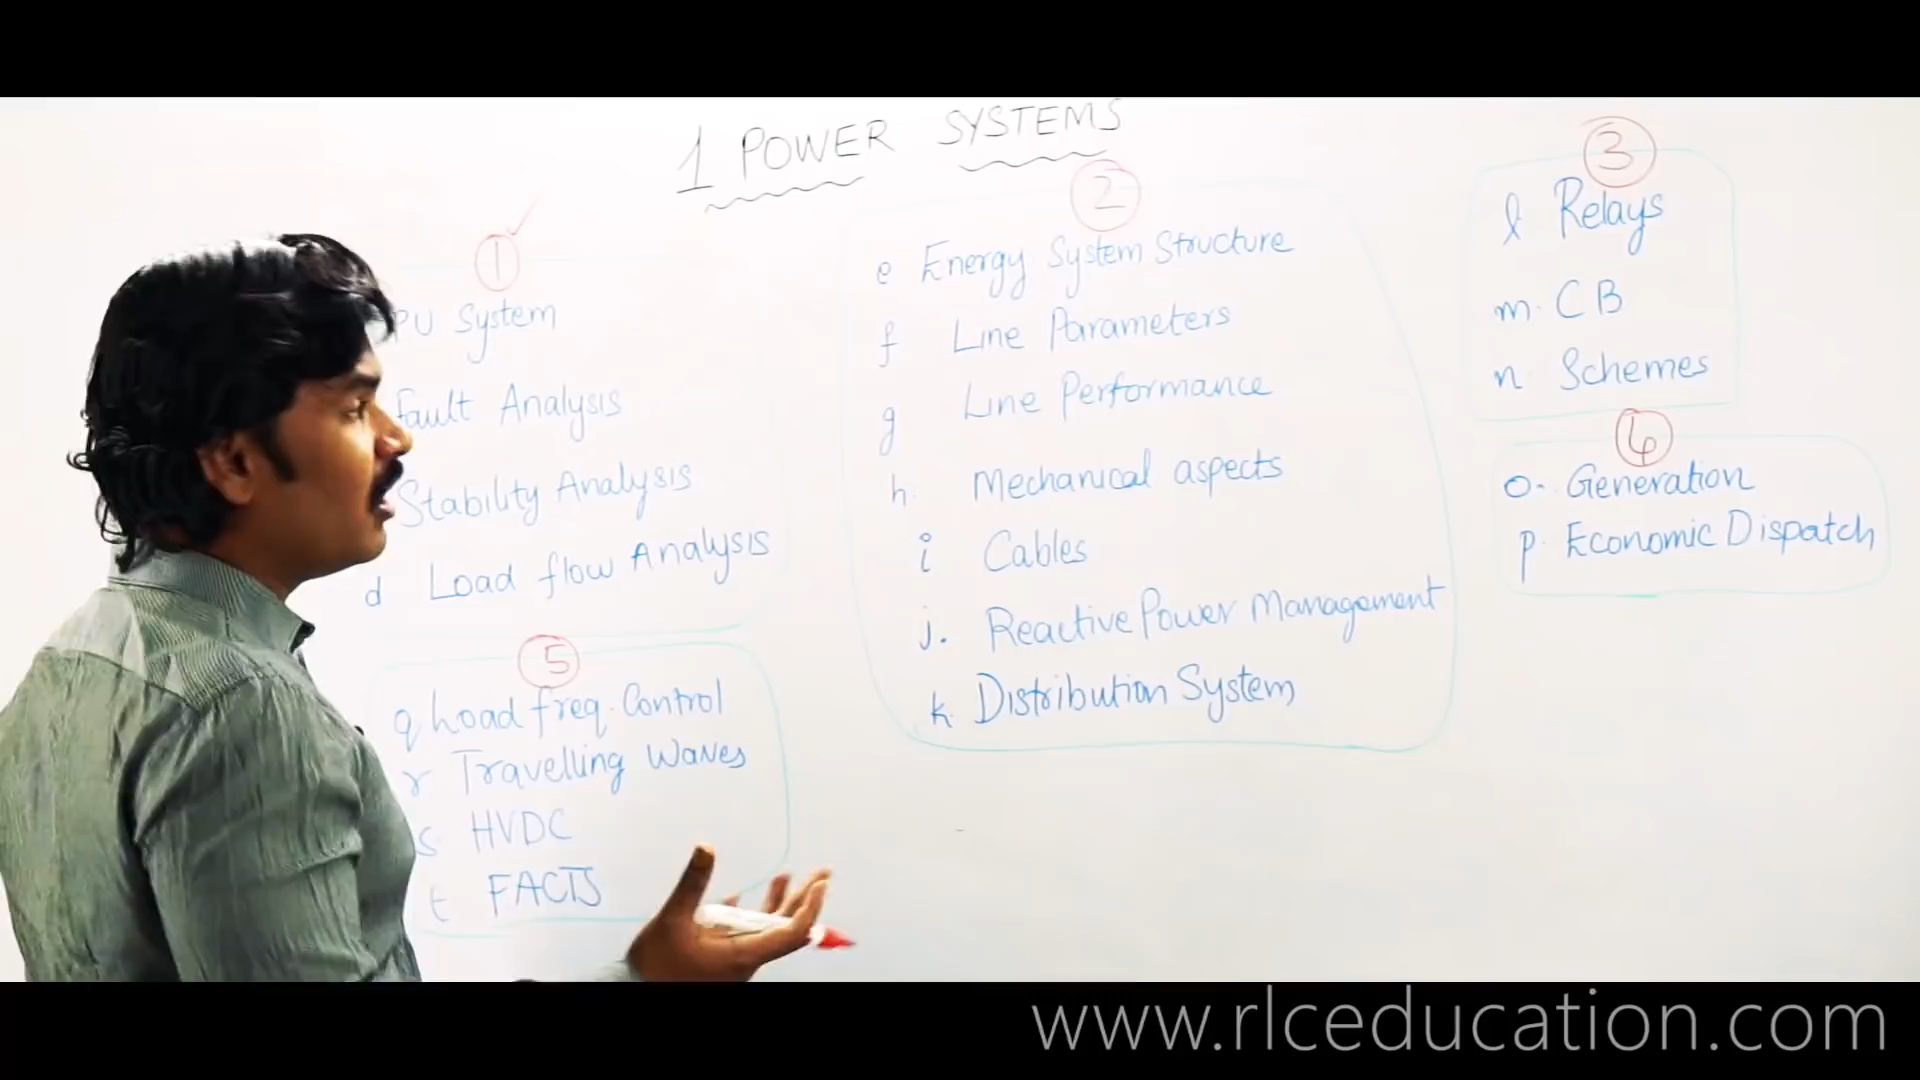 1 POWER SYSTEMS
1
PU System
Fault Analysis
Stability Analysis
d Load flow Analysis
5
q Load freq. Control
r Travelling Waves
s HVDC
t FACTS
2
e Energy System Structure
f Line Parameters
g Line Performance
h. Mechanical aspects
i Cables
j. Reactive Power Management
k. Distribution System
3
l Relays
m. CB
n Schemes
4
o. Generation
p. Economic Dispatch
www.rlceducation.com